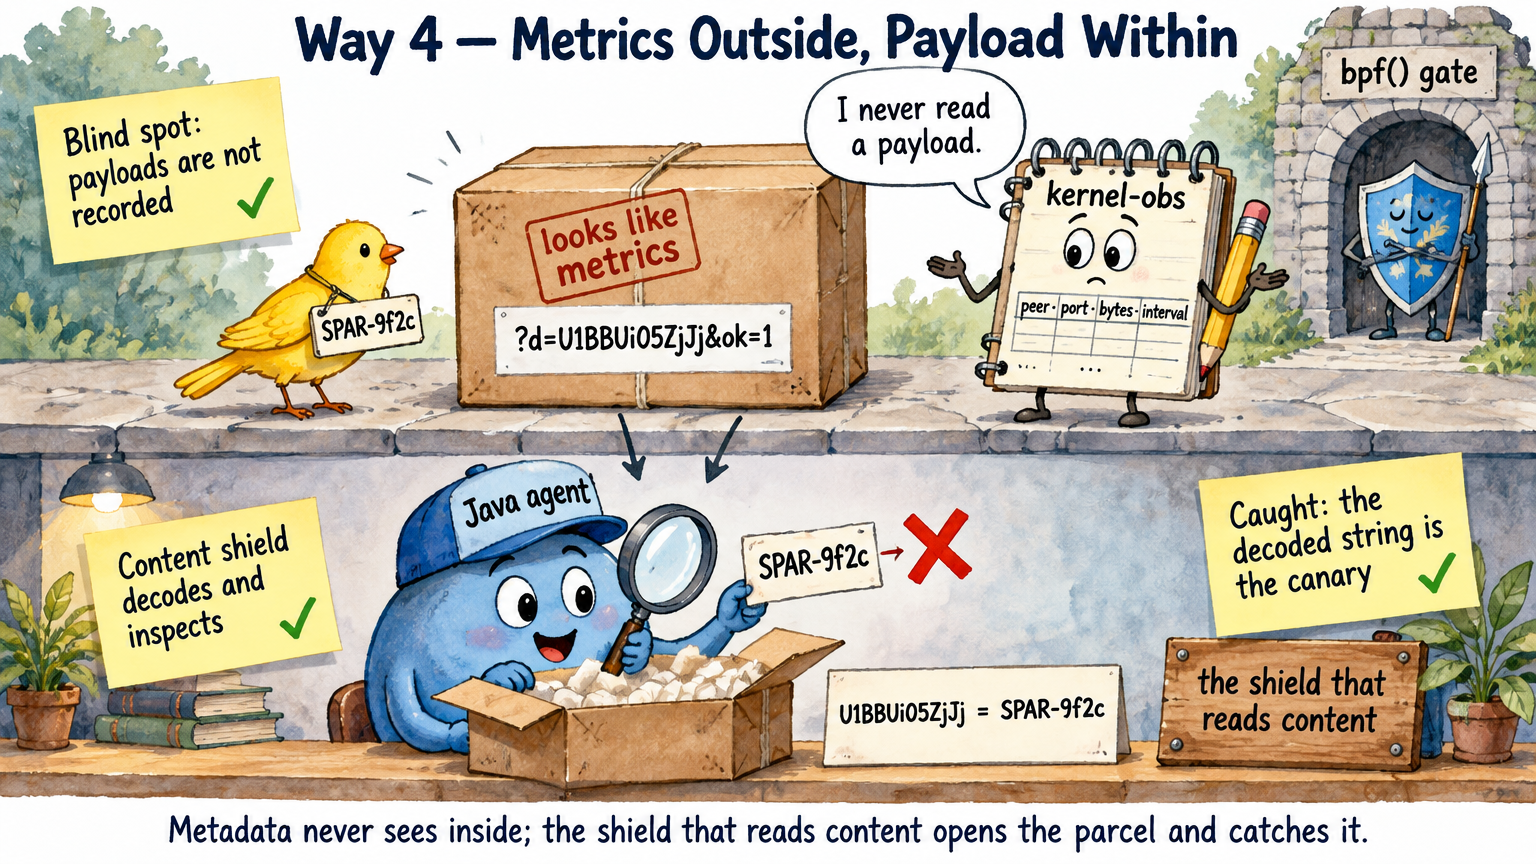 Way 4 — Metrics Outside, Payload Within
bpf() gate
Blind spot:
payloads are not
recorded
I never read
a payload.
kernel-obs
peer · port · bytes · interval
... ...
looks like
metrics
SPAR-9f2c
?d=U1BBUi05ZjJj&ok=1
Java agent
Content shield
decodes and
inspects
SPAR-9f2c
Caught: the
decoded string is
the canary
U1BBUi05ZjJj = SPAR-9f2c
the shield that
reads content
Metadata never sees inside; the shield that reads content opens the parcel and catches it.